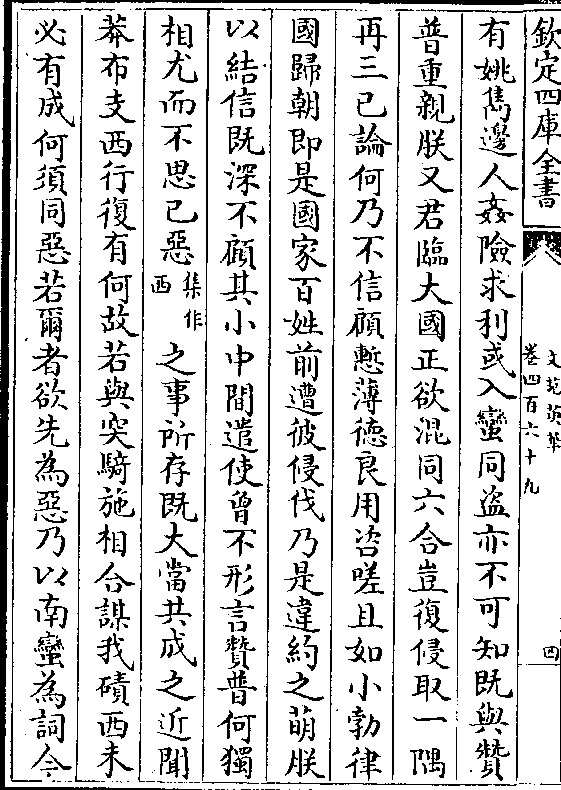 欽定四庫全書
文苑英華
卷四百六十九
四
有姚雋邊人姦險求利或入蠻同盗亦不可知既與贊
普重親朕又君臨大國正欲混同六合豈復侵取一隅
再三已論何乃不信顧慙薄德良用咨嗟且如小勃律
國歸朝即是國家百姓前遭彼侵伐乃是違約之萌朕
以結信既深不顧其小中間遣使曾不形言贊普何獨
相尤而不思已惡集作西之事所存既大當共成之近聞
莽布支西行復有何故若與突騎施相合謀我磧西未
必有成何須同惡若爾者欲先為惡乃以南蠻為詞今